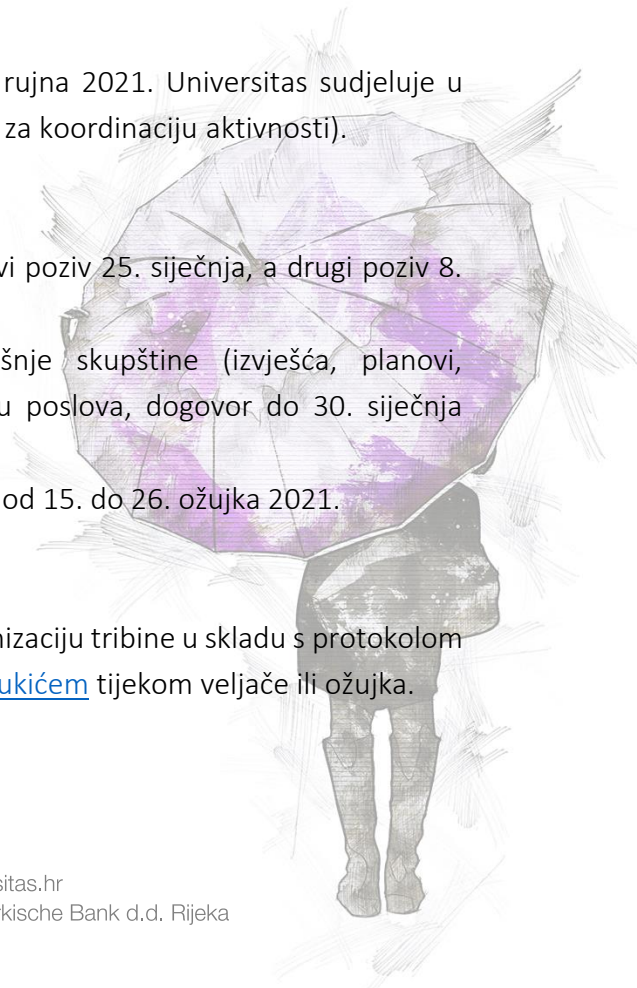 rujna 2021. Universitas sudjeluje u
za koordinaciju aktivnosti).
vi poziv 25. siječnja, a drugi poziv 8.
šnje skupštine (izvješća, planovi,
u poslova, dogovor do 30. siječnja
od 15. do 26. ožujka 2021.
nizaciju tribine u skladu s protokolom
ukićem tijekom veljače ili ožujka.
sitas.hr
rkische Bank d.d. Rijeka